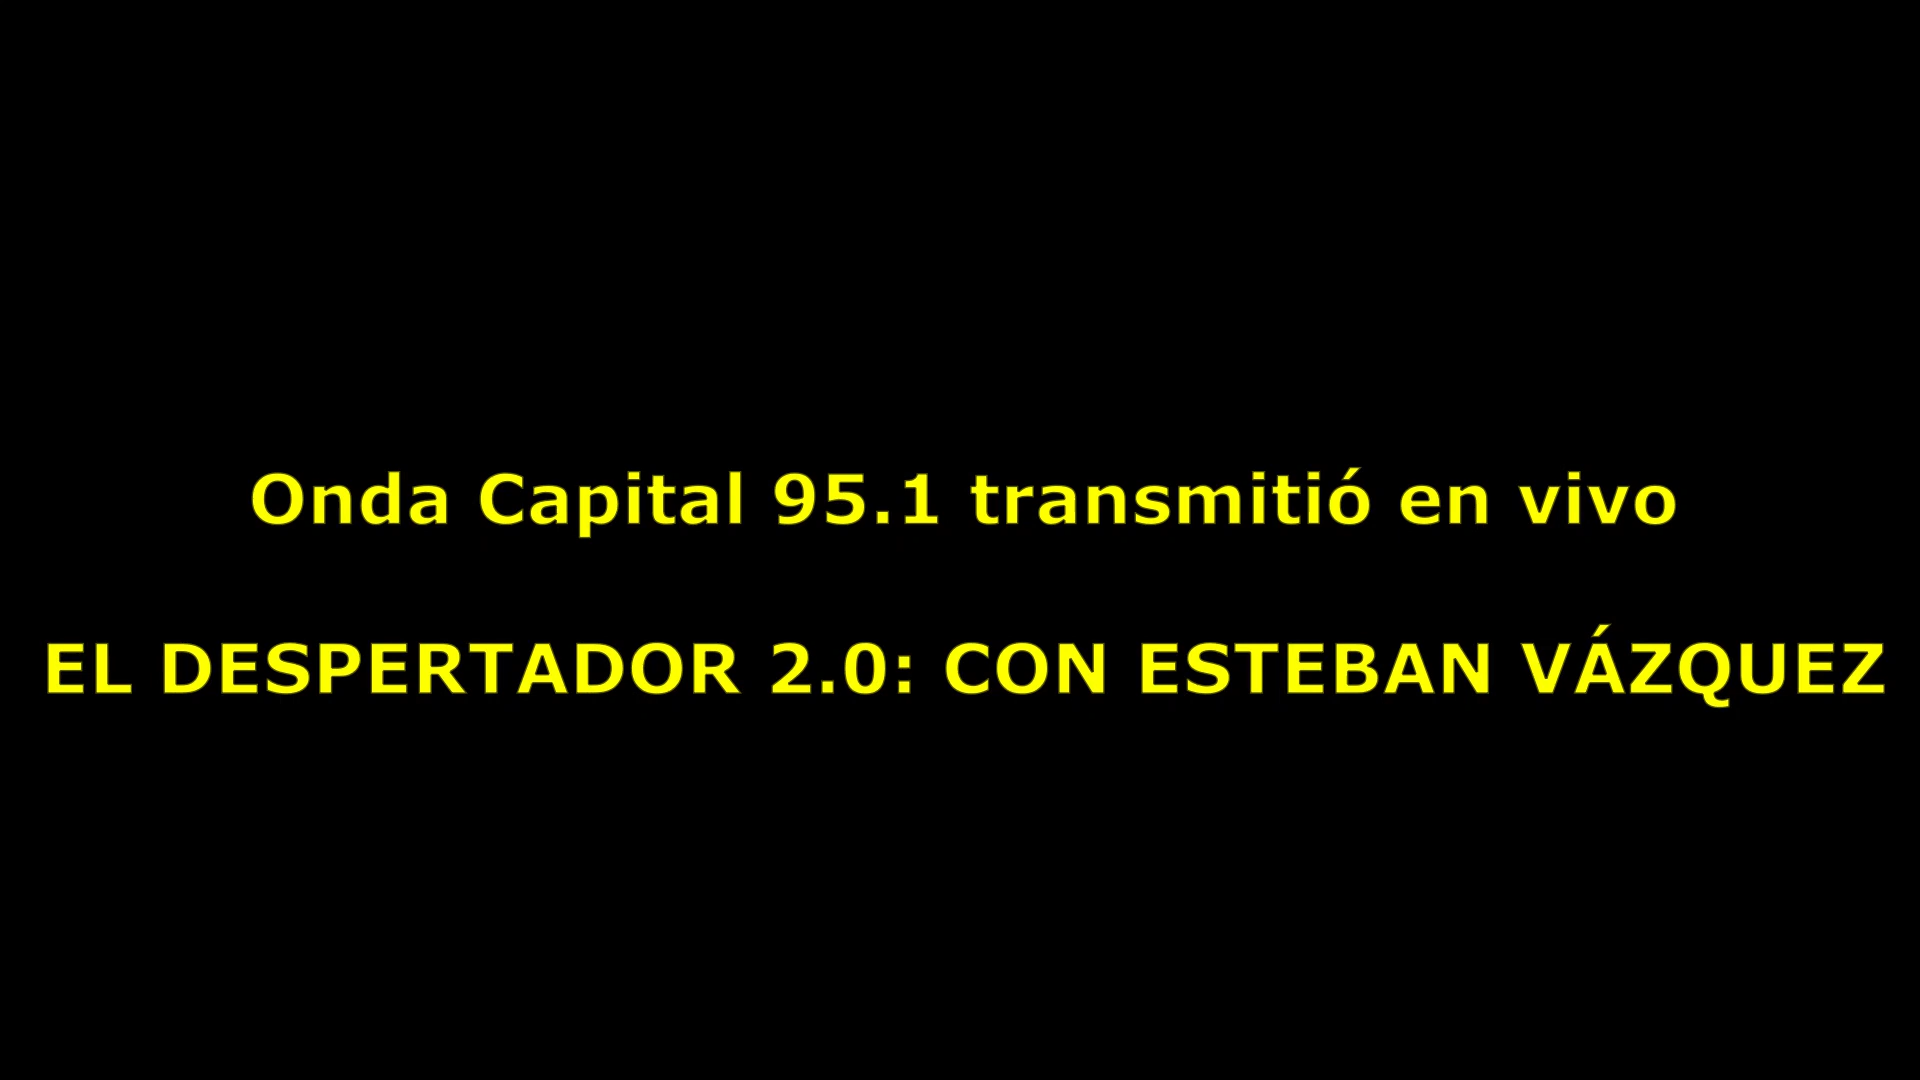 Onda Capital 95.1 transmitió en vivo
EL DESPERTADOR 2.0: CON ESTEBAN VÁZQUEZ